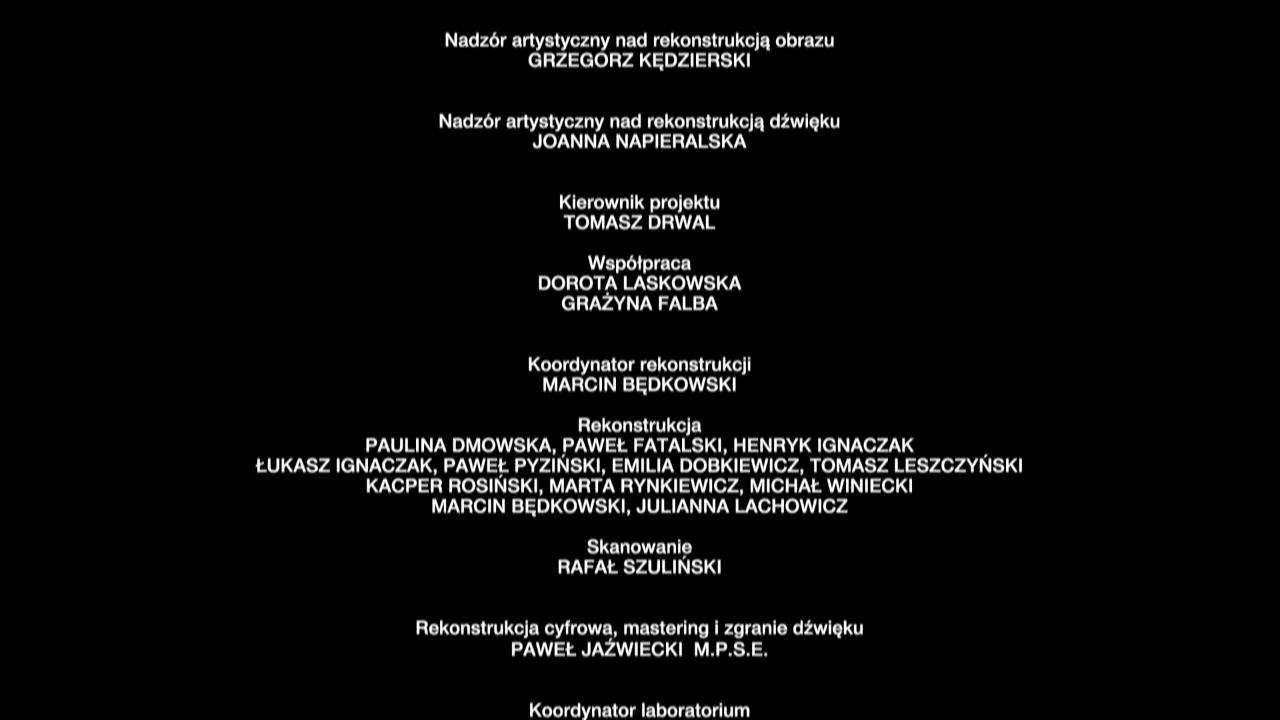 Nadzór artystyczny nad rekonstrukcją obrazu
GRZEGORZ KĘDZIERSKI
Nadzór artystyczny nad rekonstrukcją dźwięku
JOANNA NAPIERALSKA
Kierownik projektu
TOMASZ DRWAL
Współpraca
DOROTA LASKOWSKA
GRAŻYNA FALBA
Koordynator rekonstrukcji
MARCIN BĘDKOWSKI
Rekonstrukcja
PAULINA DMOWSKA, PAWEŁ FATALSKI, HENRYK IGNACZAK
ŁUKASZ IGNACZAK, PAWEŁ PYZIŃSKI, EMILIA DOBKIEWICZ, TOMASZ LESZCZYŃSKI
KACPER ROSIŃSKI, MARTA RYNKIEWICZ, MICHAŁ WINIECKI
MARCIN BĘDKOWSKI, JULIANNA LACHOWICZ
Skanowanie
RAFAŁ SZULIŃSKI
Rekonstrukcja cyfrowa, mastering i zgranie dźwięku
PAWEŁ JAŹWIECKI  M.P.S.E.
Koordynator laboratorium